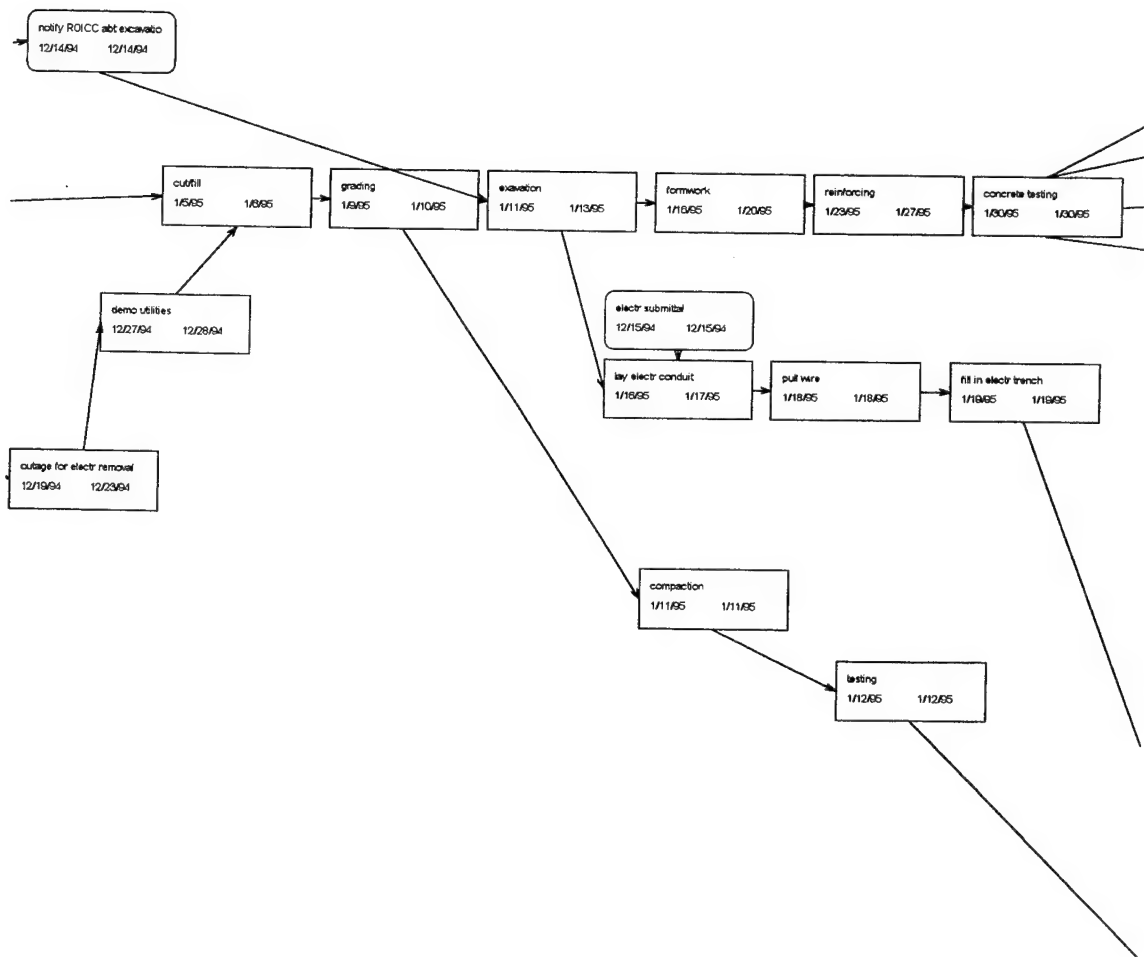 notify ROICC abt excavatio
12/14/94 12/14/94
cut/fill
1/5/95 1/6/95
grading
1/9/95 1/10/95
exavation
1/11/95 1/13/95
formwork
1/16/95 1/20/95
reinforcing
1/23/95 1/27/95
concrete testing
1/30/95 1/30/95
demo utilities
12/27/94 12/28/94
electr submittal
12/15/94 12/15/94
lay electr conduit
1/16/95 1/17/95
pull wire
1/18/95 1/18/95
fill in electr trench
1/19/95 1/19/95
outage for electr removal
12/19/94 12/23/94
compaction
1/11/95 1/11/95
testing
1/12/95 1/12/95